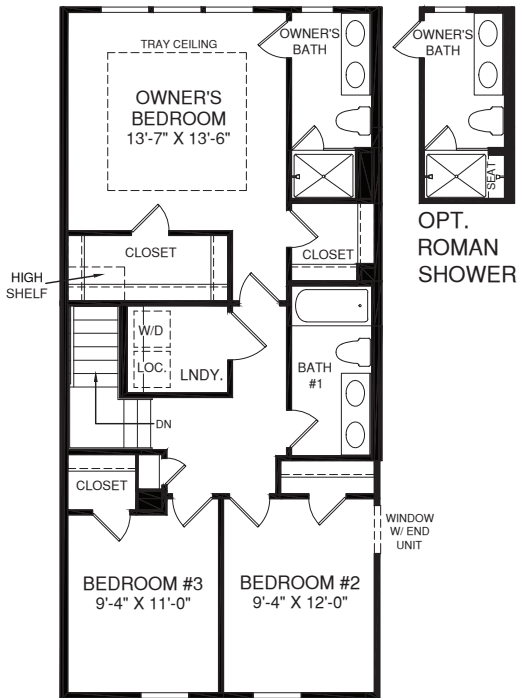 TRAY CEILING
OWNER'S
BEDROOM
13'-7" X 13'-6"
OWNER'S
BATH
OWNER'S
BATH
SEAT
OPT.
ROMAN
SHOWER
CLOSET
CLOSET
HIGH
SHELF
W/D
LOC.
LNDY.
BATH
#1
DN
CLOSET
WINDOW
W/ END
UNIT
BEDROOM #3
9'-4" X 11'-0"
BEDROOM #2
9'-4" X 12'-0"